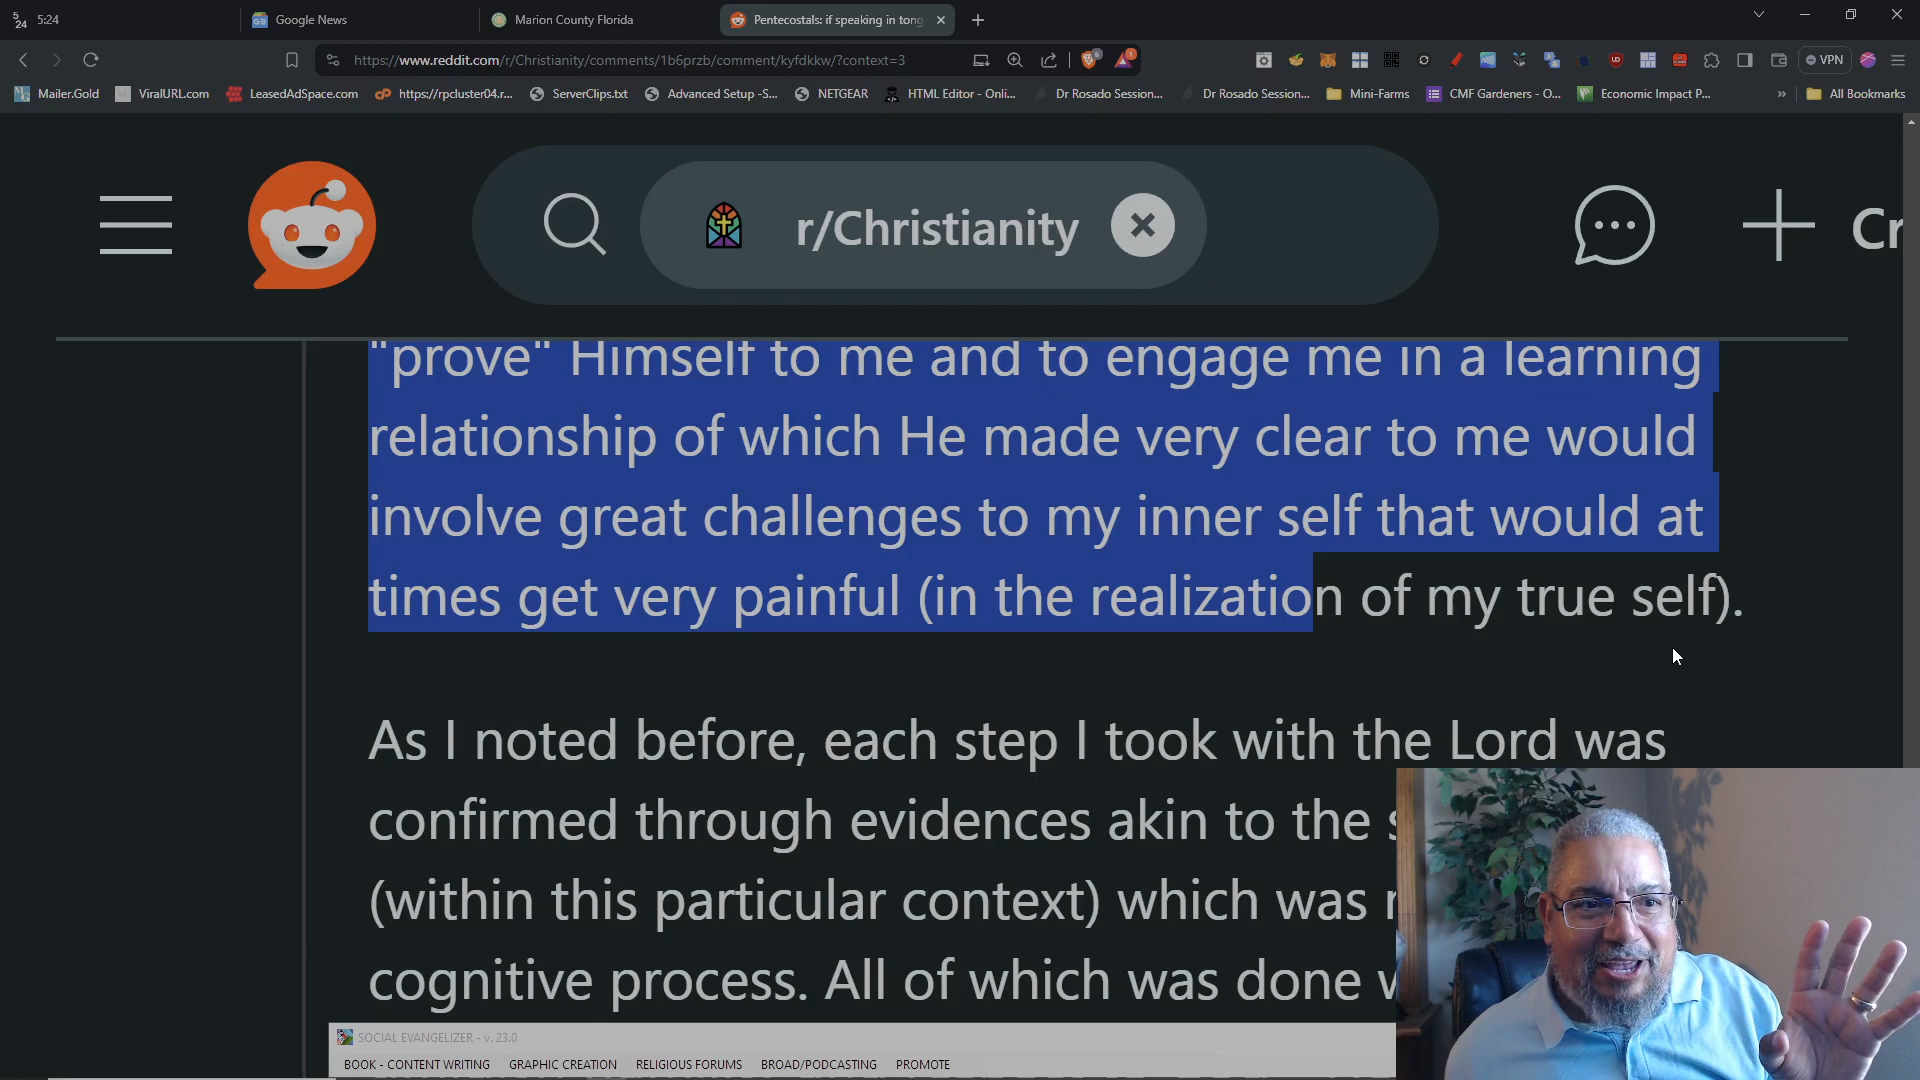 5
24
5:24
Google News
Marion County Florida
Pentecostals: if speaking in tong
https://www.reddit.com/r/Christianity/comments/1b6przb/comment/kyfdkkw/?context=3
6
1
VPN
Mailer.Gold
ViralURL.com
LeasedAdSpace.com
https://rpcluster04.r...
ServerClips.txt
Advanced Setup -S...
NETGEAR
HTML Editor - Onli...
Dr Rosado Session...
Dr Rosado Session...
Mini-Farms
CMF Gardeners - O...
Economic Impact P...
All Bookmarks
r/Christianity
Cr
"prove" Himself to me and to engage me in a learning
relationship of which He made very clear to me would
involve great challenges to my inner self that would at
times get very painful (in the realization of my true self).
As I noted before, each step I took with the Lord was
confirmed through evidences akin to the s
(within this particular context) which was
cognitive process. All of which was done
SOCIAL EVANGELIZER - v. 23.0
BOOK - CONTENT WRITING
GRAPHIC CREATION
RELIGIOUS FORUMS
BROAD/PODCASTING
PROMOTE